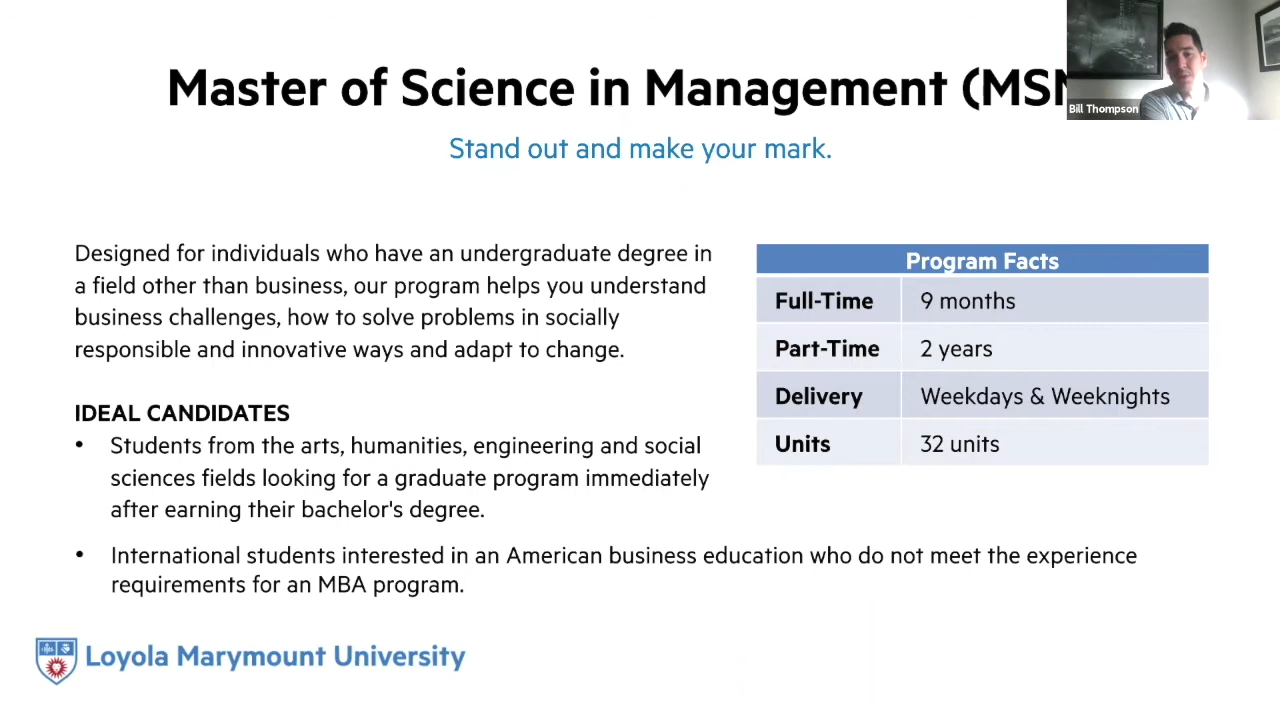 Master of Science in Management (MSM
Bill Thompson
Stand out and make your mark.
Designed for individuals who have an undergraduate degree in
a field other than business, our program helps you understand
business challenges, how to solve problems in socially
responsible and innovative ways and adapt to change.
IDEAL CANDIDATES
• Students from the arts, humanities, engineering and social
sciences fields looking for a graduate program immediately
after earning their bachelor's degree.
• International students interested in an American business education who do not meet the experience
requirements for an MBA program.
Program Facts
Full-Time 9 months
Part-Time 2 years
Delivery Weekdays & Weeknights
Units 32 units
Loyola Marymount University